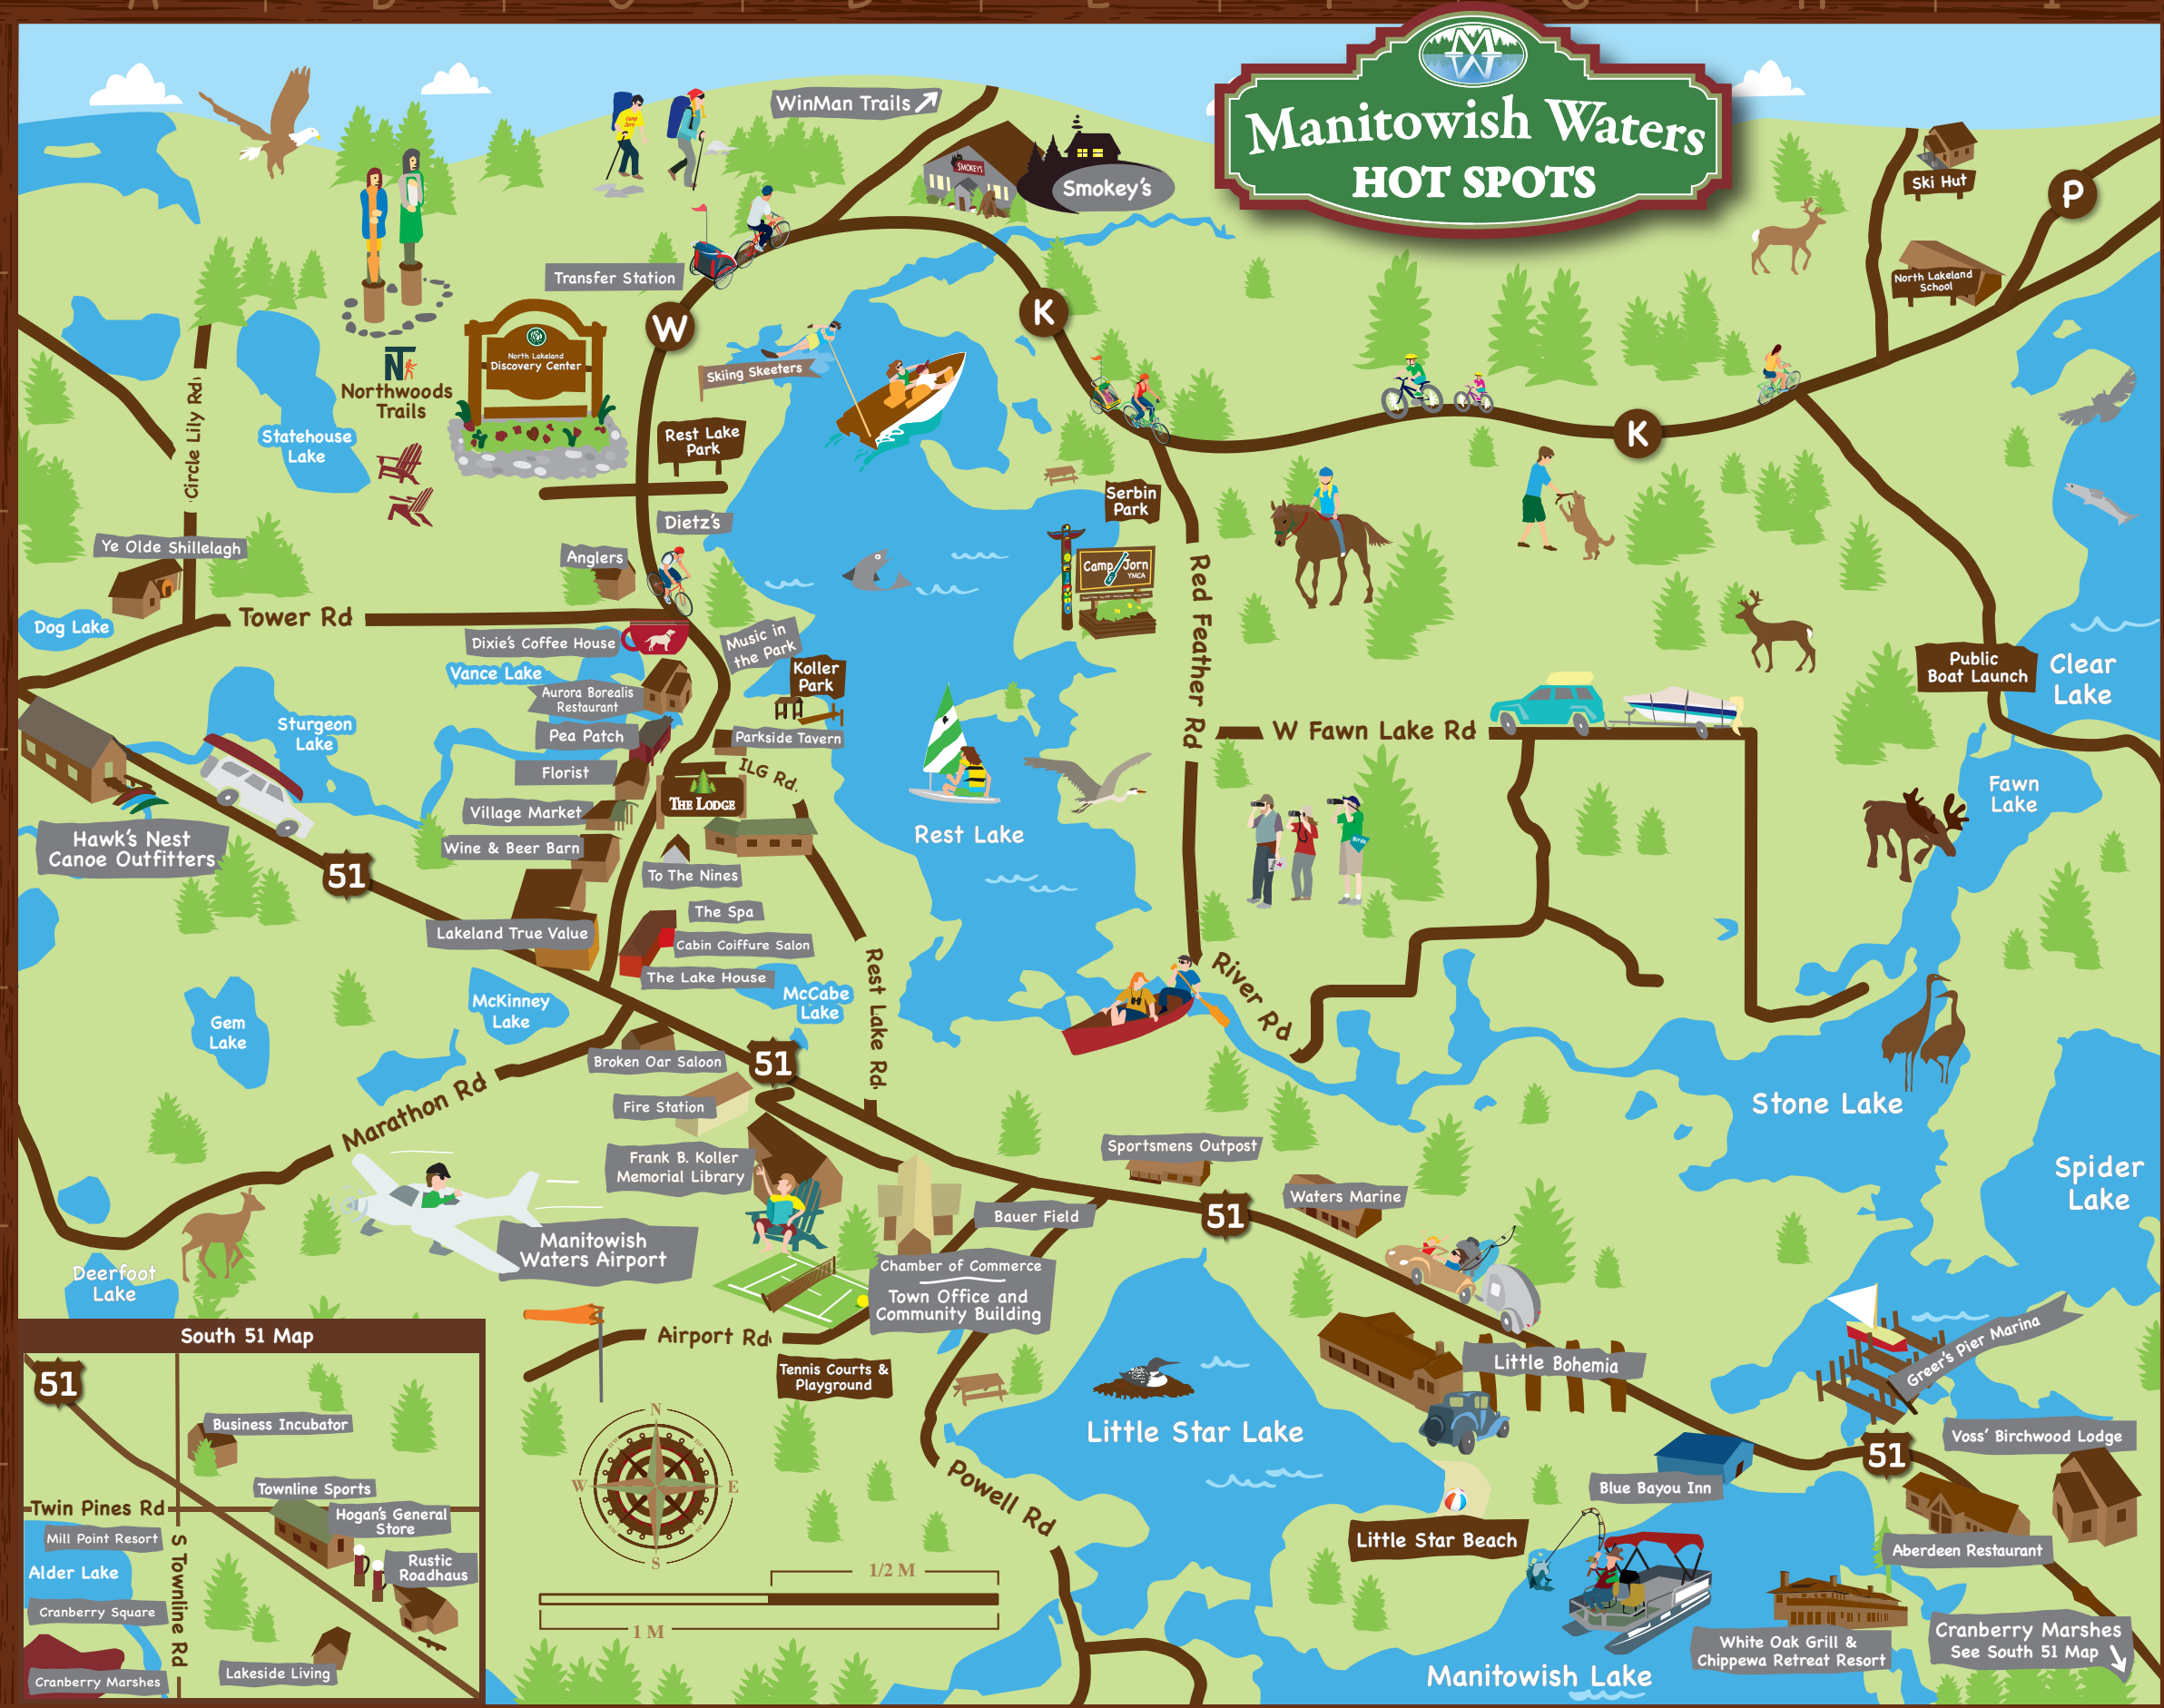 M
W
Manitowish Waters
HOT SPOTS
WinMan Trails
SMOKEYS
Smokey's
Ski Hut
P
North Lakeland
School
Camp
Jorn
Transfer Station
W
K
North Lakeland
Discovery Center
NT
Northwoods
Trails
Skiing Skeeters
Circle Lily Rd.
Statehouse
Lake
Rest Lake
Park
K
Serbin
Park
Dietz's
Ye Olde Shillelagh
Anglers
Camp Jorn
YMCA
Red Feather Rd
Tower Rd
Dog Lake
Dixie's Coffee House
Music in
the Park
Vance Lake
Koller
Park
Aurora Borealis
Restaurant
Public
Boat Launch
Clear
Lake
Sturgeon
Lake
Pea Patch
Parkside Tavern
W Fawn Lake Rd
Florist
ILG Rd.
THE LODGE
Fawn
Lake
Village Market
Rest Lake
Hawk's Nest
Canoe Outfitters
Wine & Beer Barn
Birds
51
To The Nines
The Spa
Lakeland True Value
Cabin Coiffure Salon
The Lake House
Rest Lake Rd.
River Rd
McKinney
Lake
McCabe
Lake
Gem
Lake
Broken Oar Saloon
51
Marathon Rd
Fire Station
Stone Lake
Frank B. Koller
Memorial Library
Sportsmens Outpost
Spider
Lake
Waters Marine
Bauer Field
51
Manitowish
Waters Airport
Chamber of Commerce
Town Office and
Community Building
Deerfoot
Lake
Airport Rd.
Tennis Courts &
Playground
Little Bohemia
Greer's Pier Marina
Little Star Lake
Voss' Birchwood Lodge
51
Blue Bayou Inn
Powell Rd
Little Star Beach
Aberdeen Restaurant
White Oak Grill &
Chippewa Retreat Resort
Cranberry Marshes
See South 51 Map
Manitowish Lake
N
W
E
S
1/2 M
1 M
South 51 Map
51
Business Incubator
Townline Sports
Twin Pines Rd
Hogan's General
Store
Mill Point Resort
S Townline Rd
Alder Lake
Rustic
Roadhaus
Cranberry Square
Lakeside Living
Cranberry Marshes